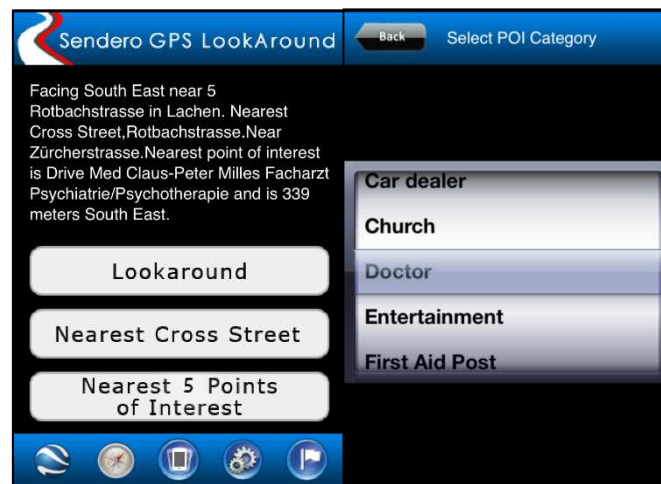 Sendero GPS LookAround
Facing South East near 5
Rotbachstrasse in Lachen. Nearest
Cross Street,Rotbachstrasse.Near
Zürcherstrasse.Nearest point of interest
is Drive Med Claus-Peter Milles Facharzt
Psychiatrie/Psychotherapie and is 339
meters South East.
Lookaround
Nearest Cross Street
Nearest 5 Points
of Interest
Back
Select POI Category
Car dealer
Church
Doctor
Entertainment
First Aid Post